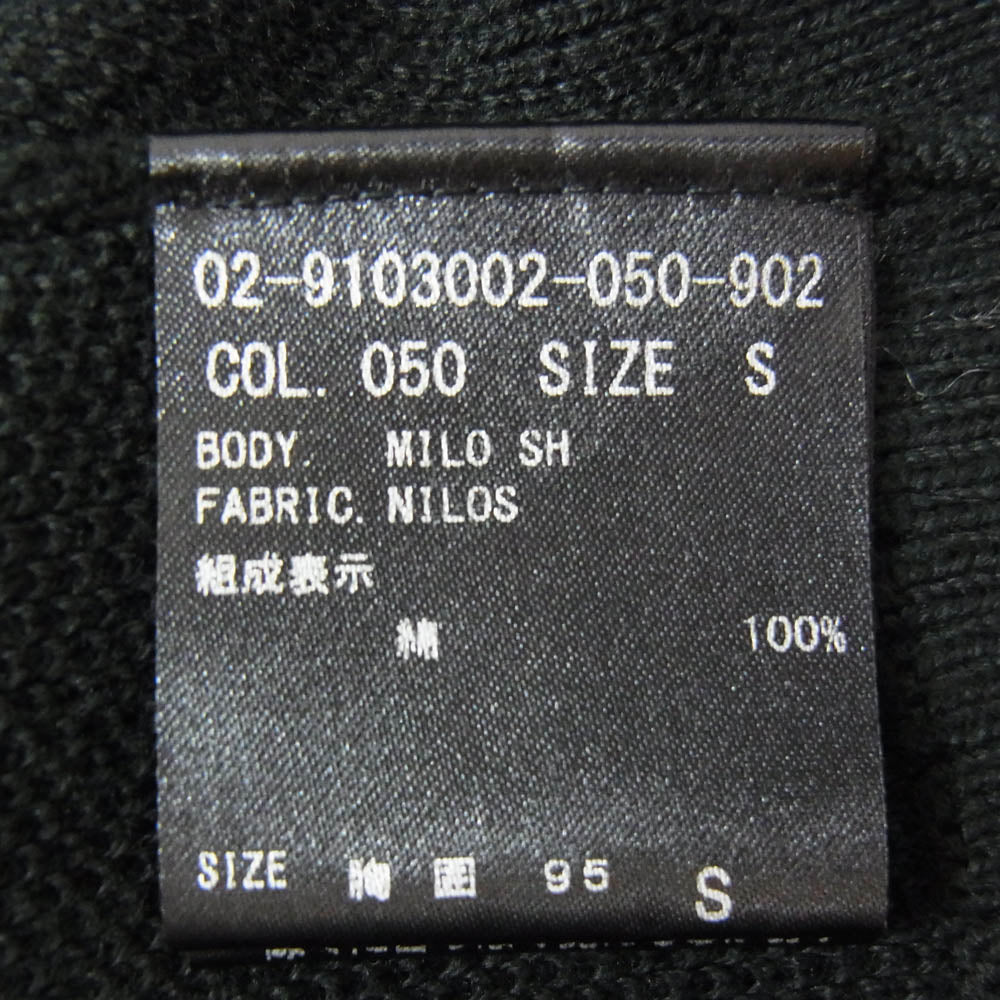 02-9103002-050-902
COL. 050 SIZE S
BODY. MILO SH
FABRIC. NILOS
組成表示
綿 100%
SIZE 胸囲 95 S